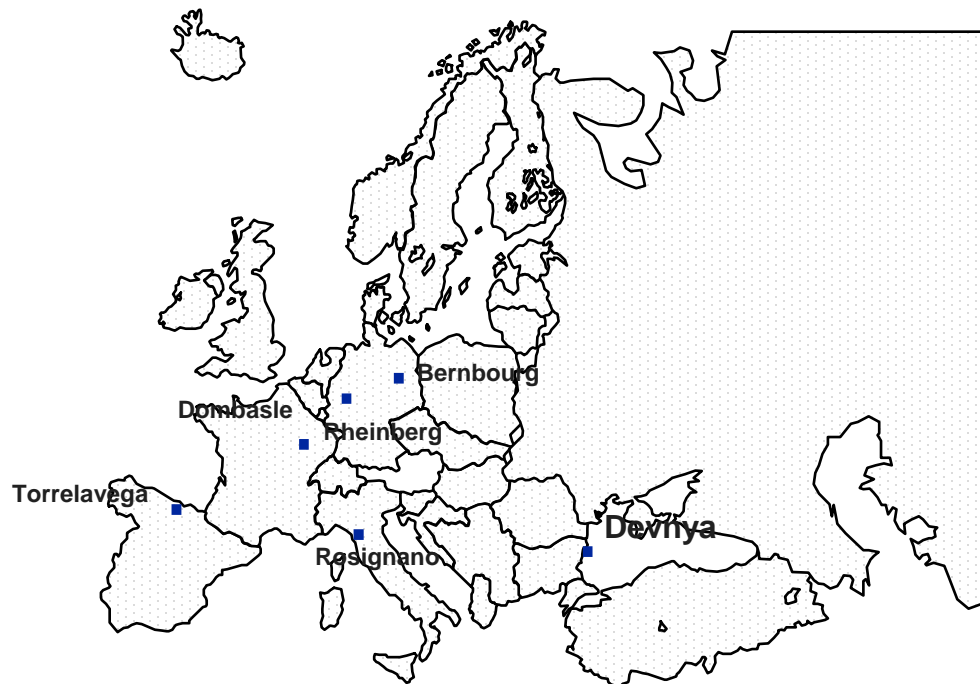 Bernbourg
Dombasle
Rheinberg
Torrelavega
Devnya
Rosignano